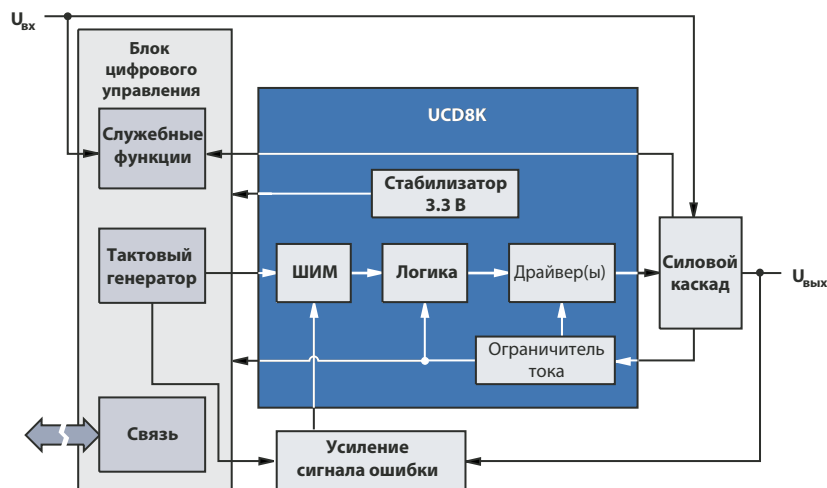 Uвх
Блок
цифрового
управления
UCD8K
Служебные
функции
Стабилизатор
3.3 В
Тактовый
генератор
ШИМ
Логика
Драйвер(ы)
Силовой
каскад
Uвых
Ограничитель
тока
Связь
Усиление
сигнала ошибки